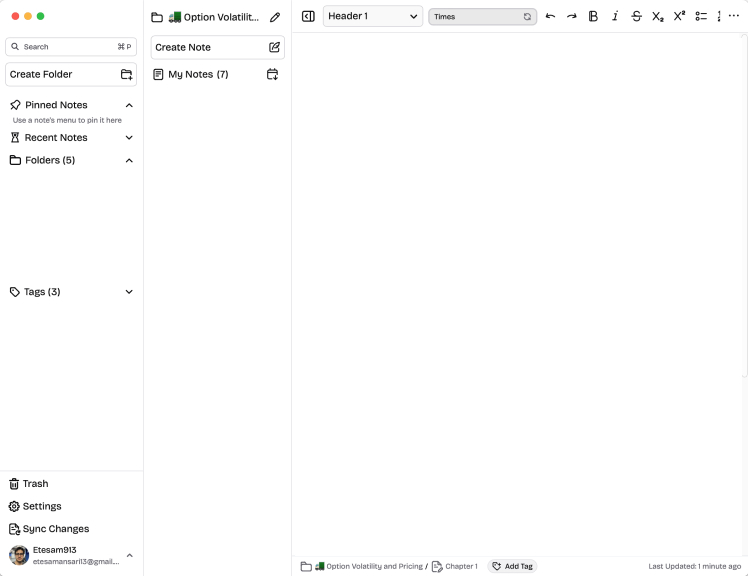 Search ⌘ P
Create Folder
Pinned Notes
Use a note's menu to pin it here
Recent Notes
Folders (5)
Tags (3)
Trash
Settings
Sync Changes
Etesam913
etesamansari13@gmail....
Option Volatilit...
Create Note
My Notes (7)
Header 1
Times
B I S X₂ X²
Option Volatility and Pricing / Chapter 1 Add Tag
Last Updated: 1 minute ago